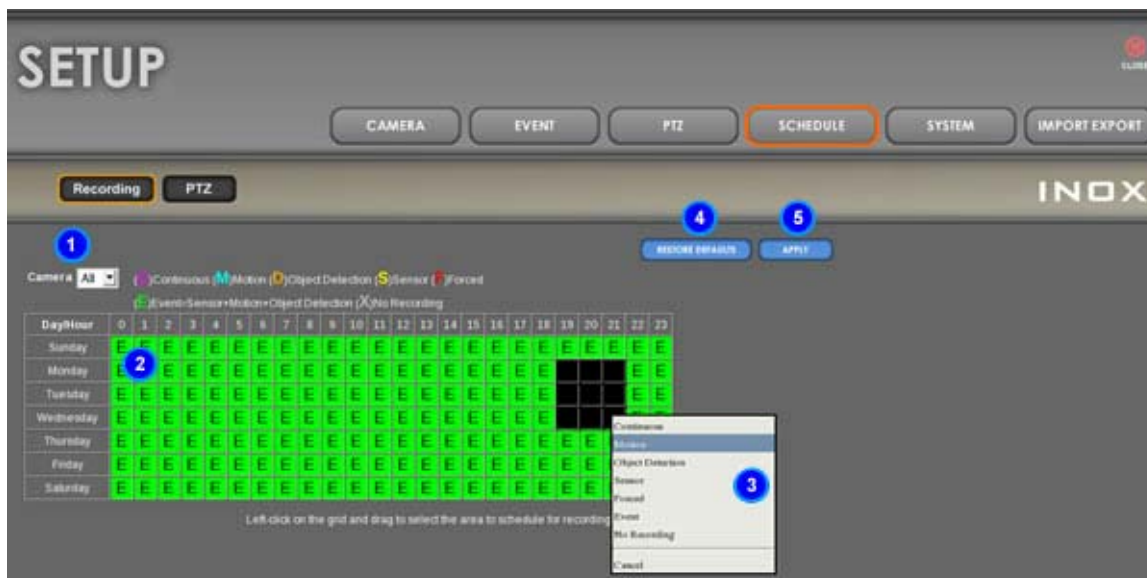 SETUP
CLOSE
CAMERA EVENT PTZ SCHEDULE SYSTEM IMPORT EXPORT
Recording PTZ
INOX
1 4 5
RESTORE DEFAULTS APPLY
Camera All ( )Continuous (M)Motion (O)Object Detection (S)Sensor ( )Forced
(E)Event=Sensor+Motion+Object Detection (X)No Recording
Day/Hour 0 1 2 3 4 5 6 7 8 9 10 11 12 13 14 15 16 17 18 19 20 21 22 23
Sunday E E E E E E E E E E E E E E E E E E E E E E E
Monday E E E E E E E E E E E E E E E E E E E E
2
Tuesday E E E E E E E E E E E E E E E E E E E E E
Wednesday E E E E E E E E E E E E E E E E E E E
Thursday E E E E E E E E E E E E E E E E E E E E E
Friday E E E E E E E E E E E E E E E E E E E E E
Saturday E E E E E E E E E E E E E E E E E E E E E
Left-click on the grid and drag to select the area to schedule for recording
Continuous
Motion
Object Detection
Sensor
3
Forced
Event
No Recording
Cancel